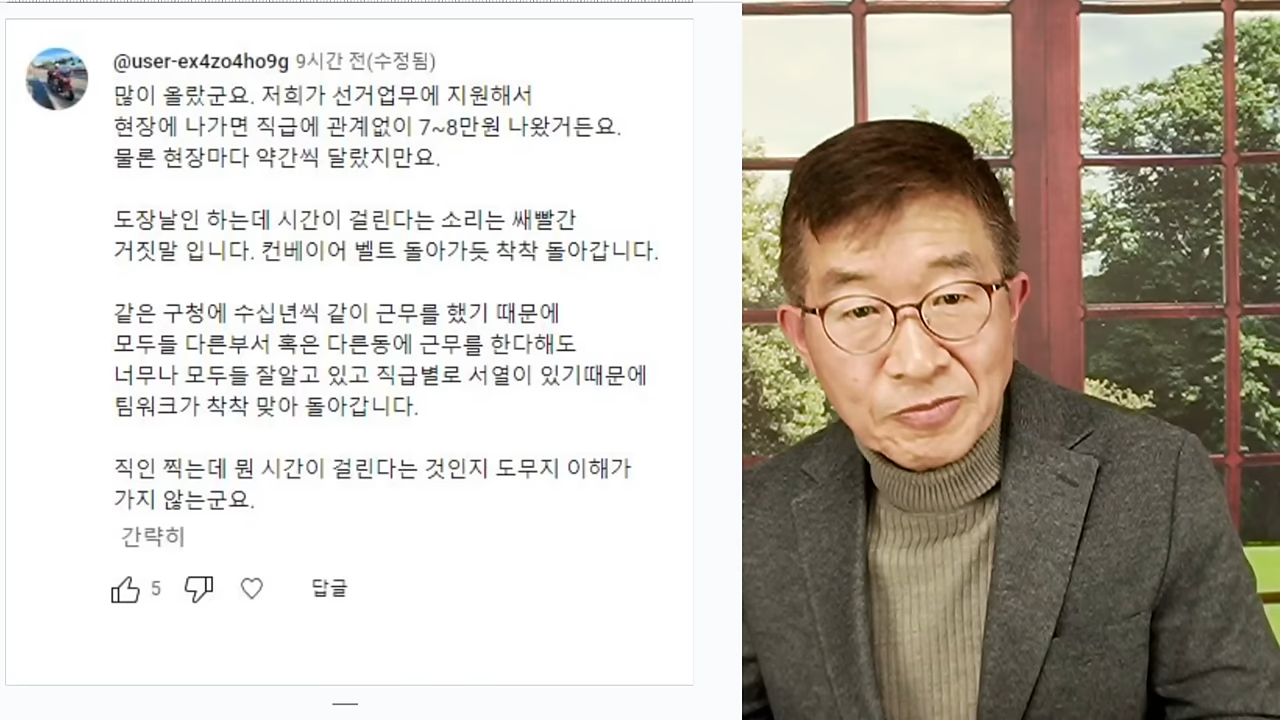 @user-ex4zo4ho9g 9시간 전(수정됨)
많이 올랐군요. 저희가 선거업무에 지원해서
현장에 나가면 직급에 관계없이 7~8만원 나왔거든요.
물론 현장마다 약간씩 달랐지만요.
도장날인 하는데 시간이 걸린다는 소리는 쌔빨간
거짓말 입니다. 컨베이어 벨트 돌아가듯 착착 돌아갑니다.
같은 구청에 수십년씩 같이 근무를 했기 때문에
모두들 다른부서 혹은 다른동에 근무를 한다해도
너무나 모두들 잘알고 있고 직급별로 서열이 있기때문에
팀워크가 착착 맞아 돌아갑니다.
직인 찍는데 뭔 시간이 걸린다는 것인지 도무지 이해가
가지 않는군요.
간략히
5 답글